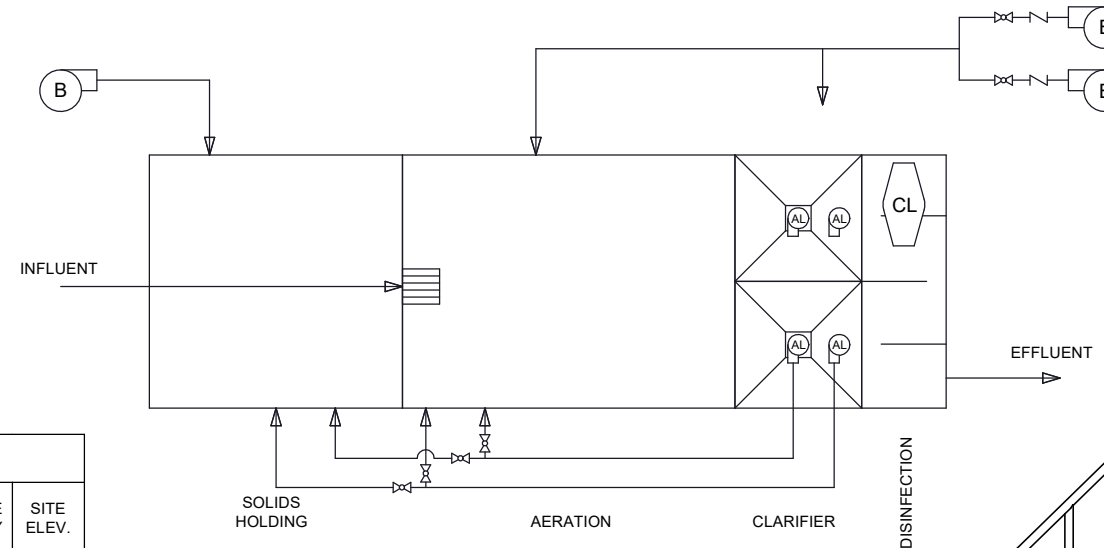 B
B
B
CL
AL
AL
INFLUENT
AL
AL
EFFLUENT
SITE
ELEV.
SOLIDS
HOLDING
AERATION
CLARIFIER
DISINFECTION